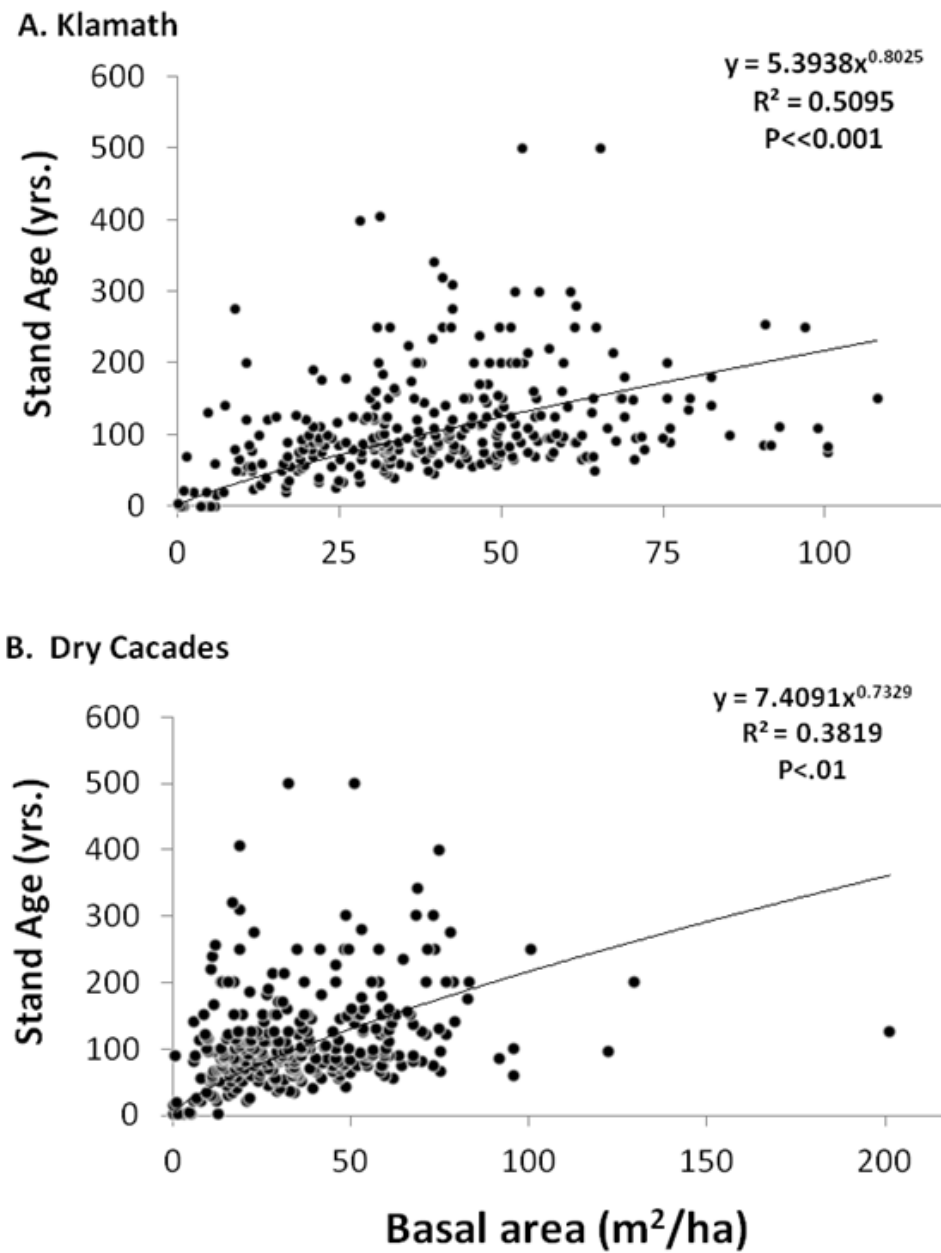 A. Klamath
y = 5.3938x^0.8025
R² = 0.5095
P<<0.001
600
500
400
300
200
100
0
Stand Age (yrs.)
0 25 50 75 100
B. Dry Cacades
y = 7.4091x^0.7329
R² = 0.3819
P<.01
600
500
400
300
200
100
0
Stand Age (yrs.)
0 50 100 150 200
Basal area (m²/ha)